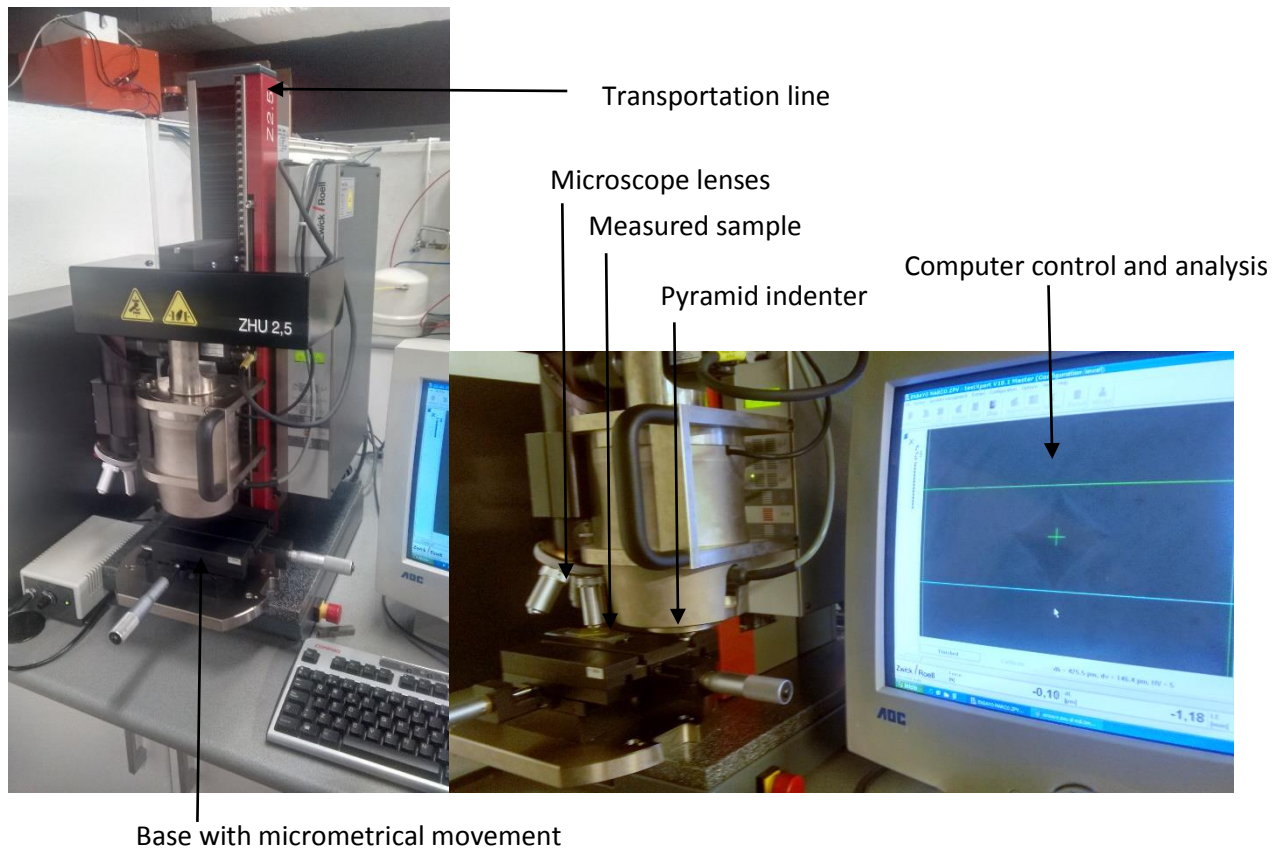 Transportation line
Microscope lenses
Measured sample
Pyramid indenter
Computer control and analysis
Base with micrometrical movement
Z2.5
Zwick / Roell
ZHU 2,5
AOC
Zwick / Roell
-0.10
-1.18
AOC